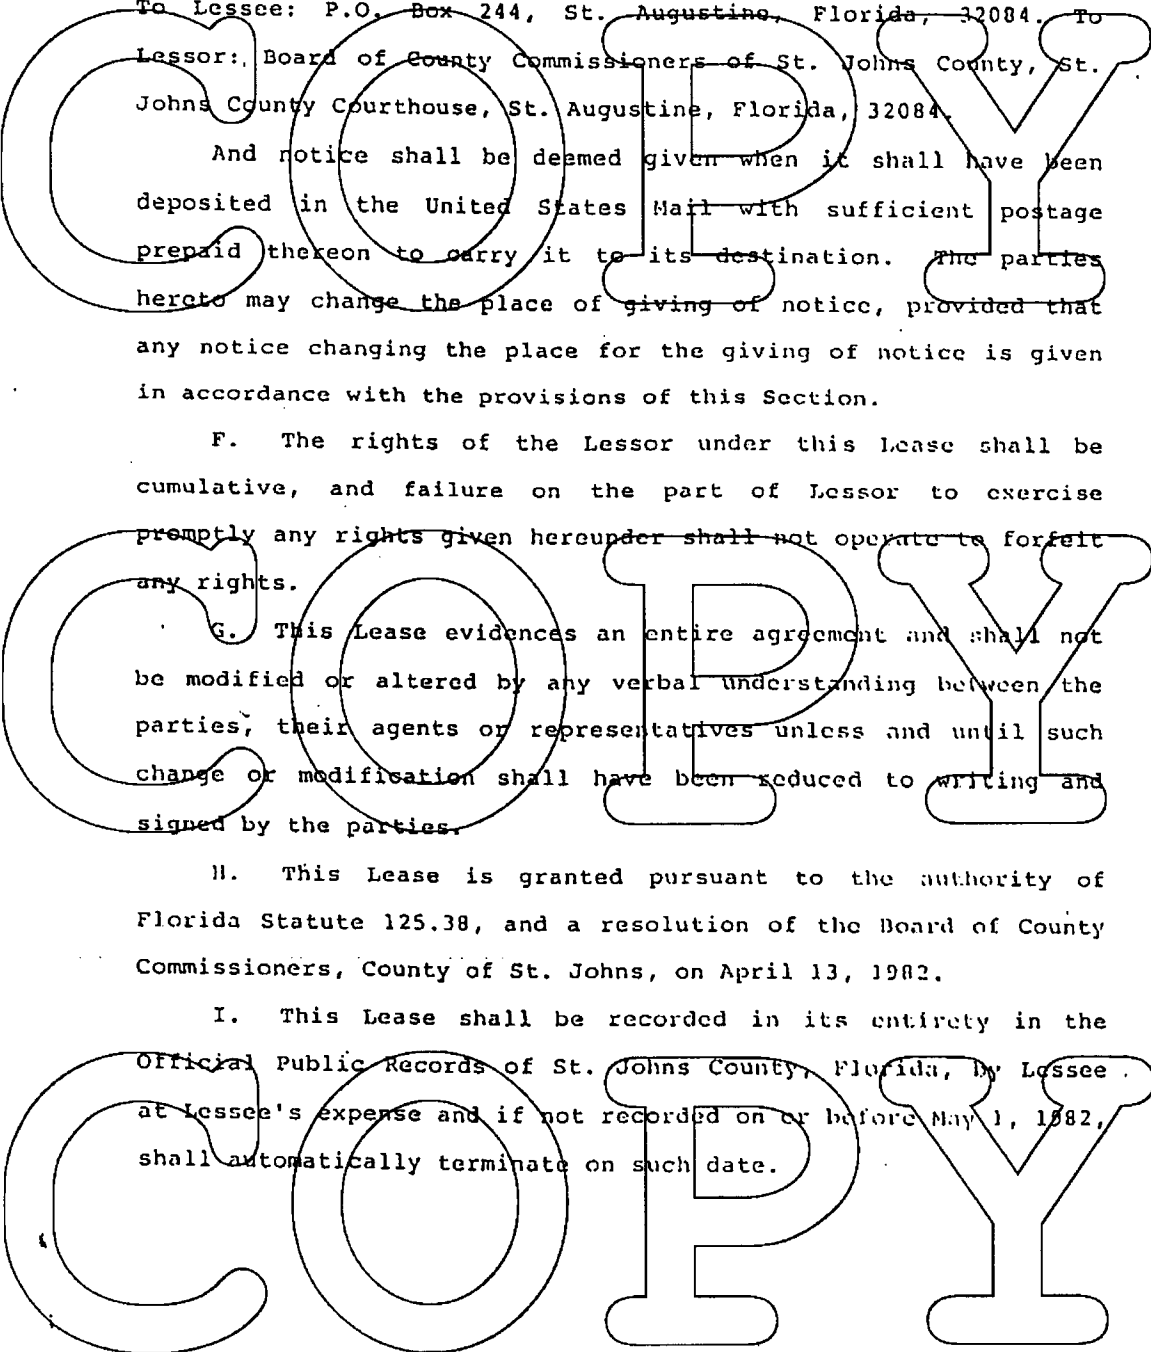 To Lessee: P.O. Box 244, St. Augustine, Florida, 32084. To
Lessor: Board of County Commissioners of St. Johns County, St.
Johns County Courthouse, St. Augustine, Florida, 32084.
And notice shall be deemed given when it shall have been
deposited in the United States Mail with sufficient postage
prepaid thereon to carry it to its destination. The parties
hereto may change the place of giving of notice, provided that
any notice changing the place for the giving of notice is given
in accordance with the provisions of this Section.
F. The rights of the Lessor under this Lease shall be
cumulative, and failure on the part of Lessor to exercise
promptly any rights given hereunder shall not operate to forfeit
any rights.
G. This Lease evidences an entire agreement and shall not
be modified or altered by any verbal understanding between the
parties, their agents or representatives unless and until such
change or modification shall have been reduced to writing and
signed by the parties.
H. This Lease is granted pursuant to the authority of
Florida Statute 125.38, and a resolution of the Board of County
Commissioners, County of St. Johns, on April 13, 1982.
I. This Lease shall be recorded in its entirety in the
Official Public Records of St. Johns County, Florida, by Lessee
at Lessee's expense and if not recorded on or before May 1, 1982,
shall automatically terminate on such date.
COPY
COPY
COPY